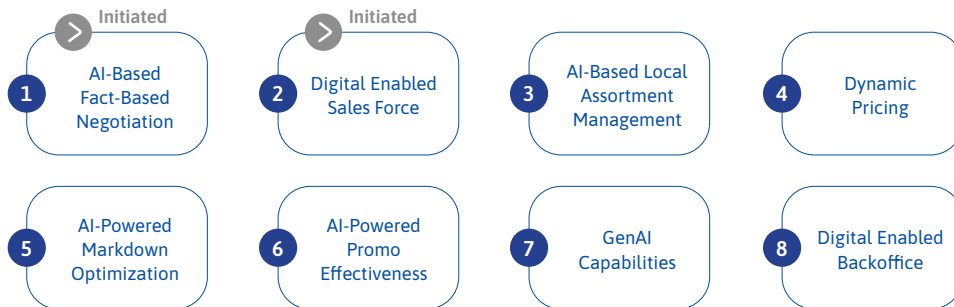 Initiated
1
AI-Based
Fact-Based
Negotiation
Initiated
2
Digital Enabled
Sales Force
3
AI-Based Local
Assortment
Management
4
Dynamic
Pricing
5
AI-Powered
Markdown
Optimization
6
AI-Powered
Promo
Effectiveness
7
GenAI
Capabilities
8
Digital Enabled
Backoffice